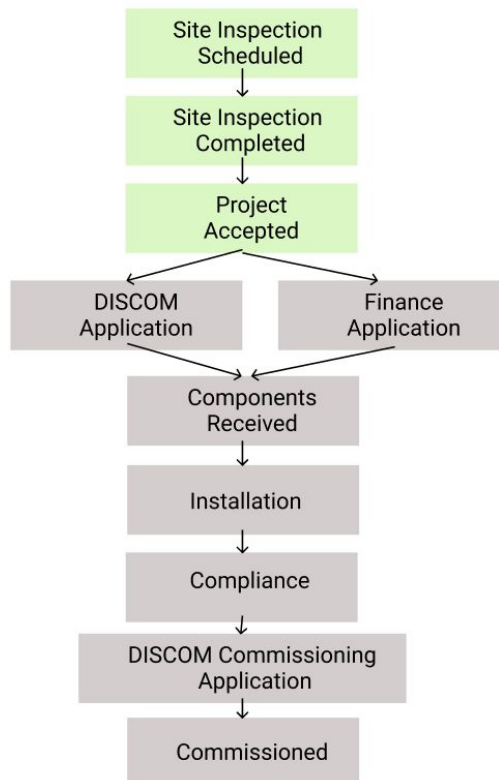 Site Inspection
Scheduled
Site Inspection
Completed
Project
Accepted
DISCOM
Application
Finance
Application
Components
Received
Installation
Compliance
DISCOM Commissioning
Application
Commissioned